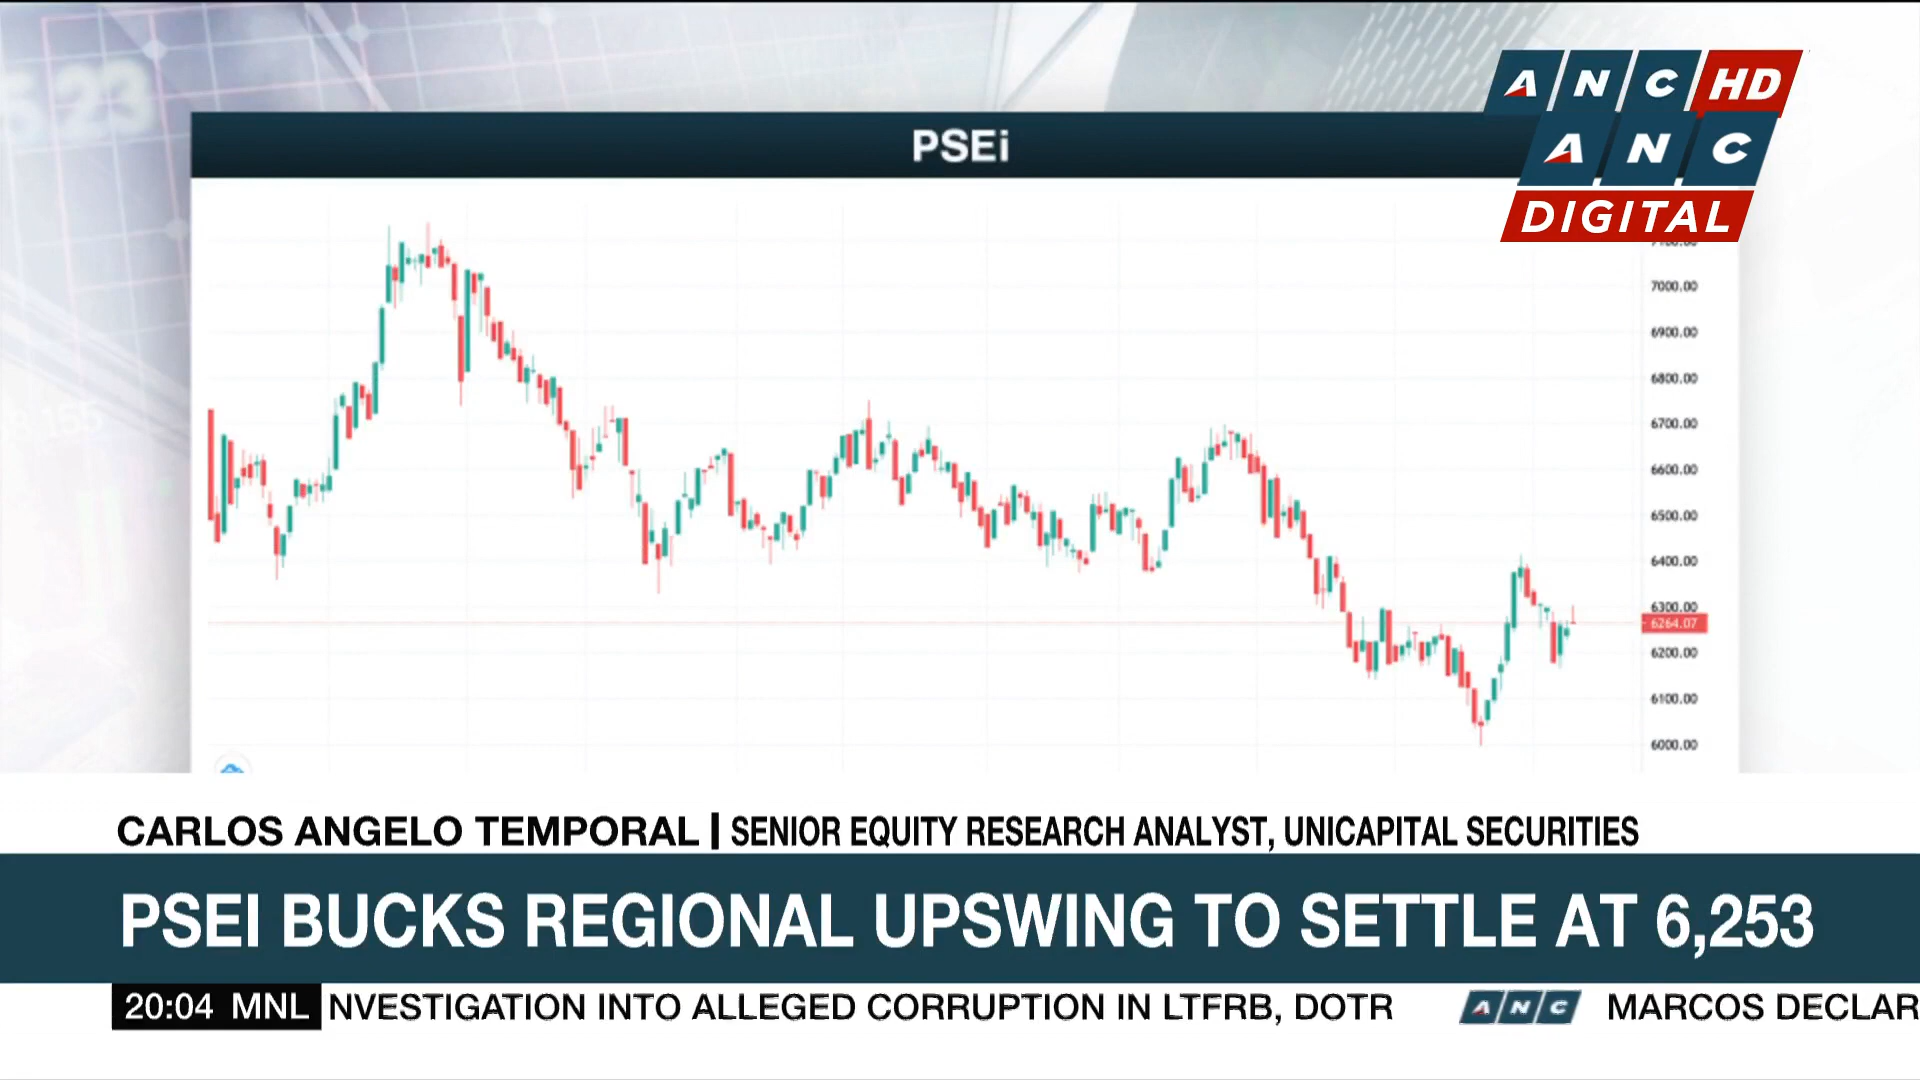 ANC HD
PSEi
ANC
DIGITAL
7000.00
6900.00
6800.00
6700.00
6600.00
6500.00
6400.00
6300.00
6264.07
6200.00
6100.00
6000.00
CARLOS ANGELO TEMPORAL | SENIOR EQUITY RESEARCH ANALYST, UNICAPITAL SECURITIES
PSEI BUCKS REGIONAL UPSWING TO SETTLE AT 6,253
20:04 MNL NVESTIGATION INTO ALLEGED CORRUPTION IN LTFRB, DOTR ANC MARCOS DECLAR